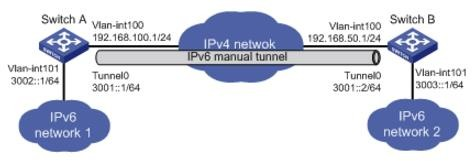 Switch A
Switch B
Vlan-int100
192.168.100.1/24
Vlan-int100
192.168.50.1/24
IPv4 netwok
IPv6 manual tunnel
SWITCH
SWITCH
Vlan-int101
3002::1/64
Tunnel0
3001::1/64
Tunnel0
3001::2/64
Vlan-int101
3003::1/64
IPv6
network 1
IPv6
network 2